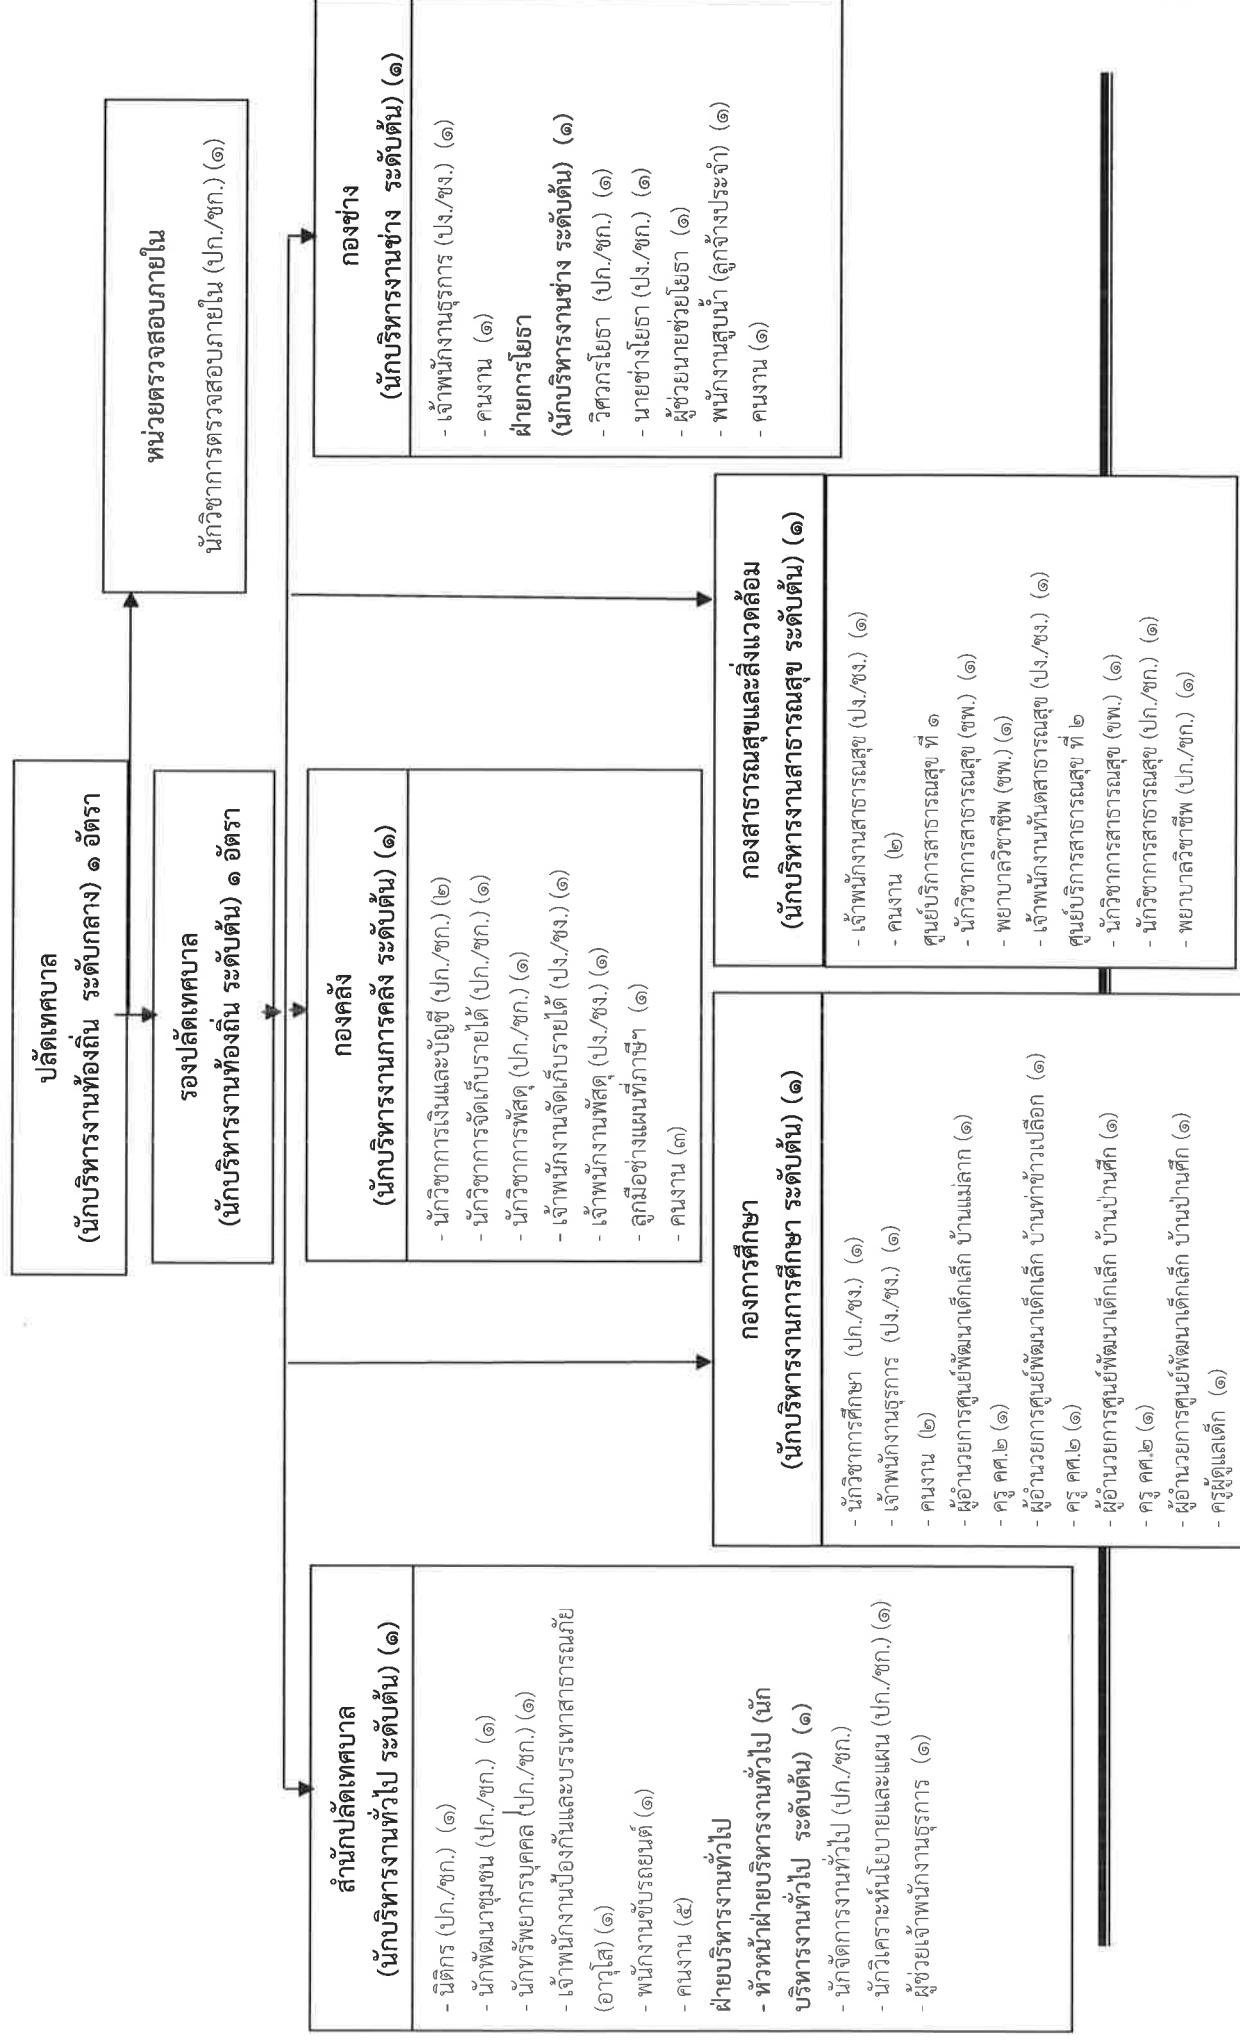 ปลัดเทศบาล
(นักบริหารงานท้องถิ่น ระดับกลาง) ๑ อัตรา
รองปลัดเทศบาล
(นักบริหารงานท้องถิ่น ระดับต้น) ๑ อัตรา
หน่วยตรวจสอบภายใน
นักวิชาการตรวจสอบภายใน (ปก./ชก.) (๑)
สำนักปลัดเทศบาล
(นักบริหารงานทั่วไป ระดับต้น) (๑)
- นิติกร (ปก./ชก.) (๑)
- นักพัฒนาชุมชน (ปก./ชก.) (๑)
- นักทรัพยากรบุคคล (ปก./ชก.) (๑)
- เจ้าพนักงานป้องกันและบรรเทาสาธารณภัย
(อาวุโส) (๑)
- พนักงานขับรถยนต์ (๑)
- คนงาน (๕)
ฝ่ายบริหารงานทั่วไป
- หัวหน้าฝ่ายบริหารงานทั่วไป (นัก
บริหารงานทั่วไป ระดับต้น) (๑)
- นักจัดการงานทั่วไป (ปก./ชก.)
- นักวิเคราะห์นโยบายและแผน (ปก./ชก.) (๑)
- ผู้ช่วยเจ้าพนักงานธุรการ (๑)
กองคลัง
(นักบริหารงานการคลัง ระดับต้น) (๑)
- นักวิชาการเงินและบัญชี (ปก./ชก.) (๒)
- นักวิชาการจัดเก็บรายได้ (ปก./ชก.) (๑)
- นักวิชาการพัสดุ (ปก./ชก.) (๑)
- เจ้าพนักงานจัดเก็บรายได้ (ปง./ชง.) (๑)
- เจ้าพนักงานพัสดุ (ปง./ชง.) (๑)
- ลูกมือช่างแผนที่ภาษีฯ (๑)
- คนงาน (๓)
กองช่าง
(นักบริหารงานช่าง ระดับต้น) (๑)
- เจ้าพนักงานธุรการ (ปง./ชง.) (๑)
- คนงาน (๑)
ฝ่ายการโยธา
(นักบริหารงานช่าง ระดับต้น) (๑)
- วิศวกรโยธา (ปก./ชก.) (๑)
- นายช่างโยธา (ปง./ชก.) (๑)
- ผู้ช่วยนายช่วยโยธา (๑)
- พนักงานสูบน้ำ (ลูกจ้างประจำ) (๑)
- คนงาน (๑)
กองการศึกษา
(นักบริหารงานการศึกษา ระดับต้น) (๑)
- นักวิชาการศึกษา (ปก./ชง.) (๑)
- เจ้าพนักงานธุรการ (ปง./ชง.) (๑)
- คนงาน (๒)
- ผู้อำนวยการศูนย์พัฒนาเด็กเล็ก บ้านแม่ลาก (๑)
- ครู คศ.๒ (๑)
- ผู้อำนวยการศูนย์พัฒนาเด็กเล็ก บ้านท่าข้าวเปลือก (๑)
- ครู คศ.๒ (๑)
- ผู้อำนวยการศูนย์พัฒนาเด็กเล็ก บ้านป่านศึก (๑)
- ครู คศ.๒ (๑)
- ผู้อำนวยการศูนย์พัฒนาเด็กเล็ก บ้านป่านศึก (๑)
- ครูผู้ดูแลเด็ก (๑)
กองสาธารณสุขและสิ่งแวดล้อม
(นักบริหารงานสาธารณสุข ระดับต้น) (๑)
- เจ้าพนักงานสาธารณสุข (ปง./ชง.) (๑)
- คนงาน (๒)
ศูนย์บริการสาธารณสุข ที่ ๑
- นักวิชาการสาธารณสุข (ชพ.) (๑)
- พยาบาลวิชาชีพ (ชพ.) (๑)
- เจ้าพนักงานทันตสาธารณสุข (ปง./ชง.) (๑)
ศูนย์บริการสาธารณสุข ที่ ๒
- นักวิชาการสาธารณสุข (ขพ.) (๑)
- นักวิชาการสาธารณสุข (ปก./ชก.) (๑)
- พยาบาลวิชาชีพ (ปก./ชก.) (๑)